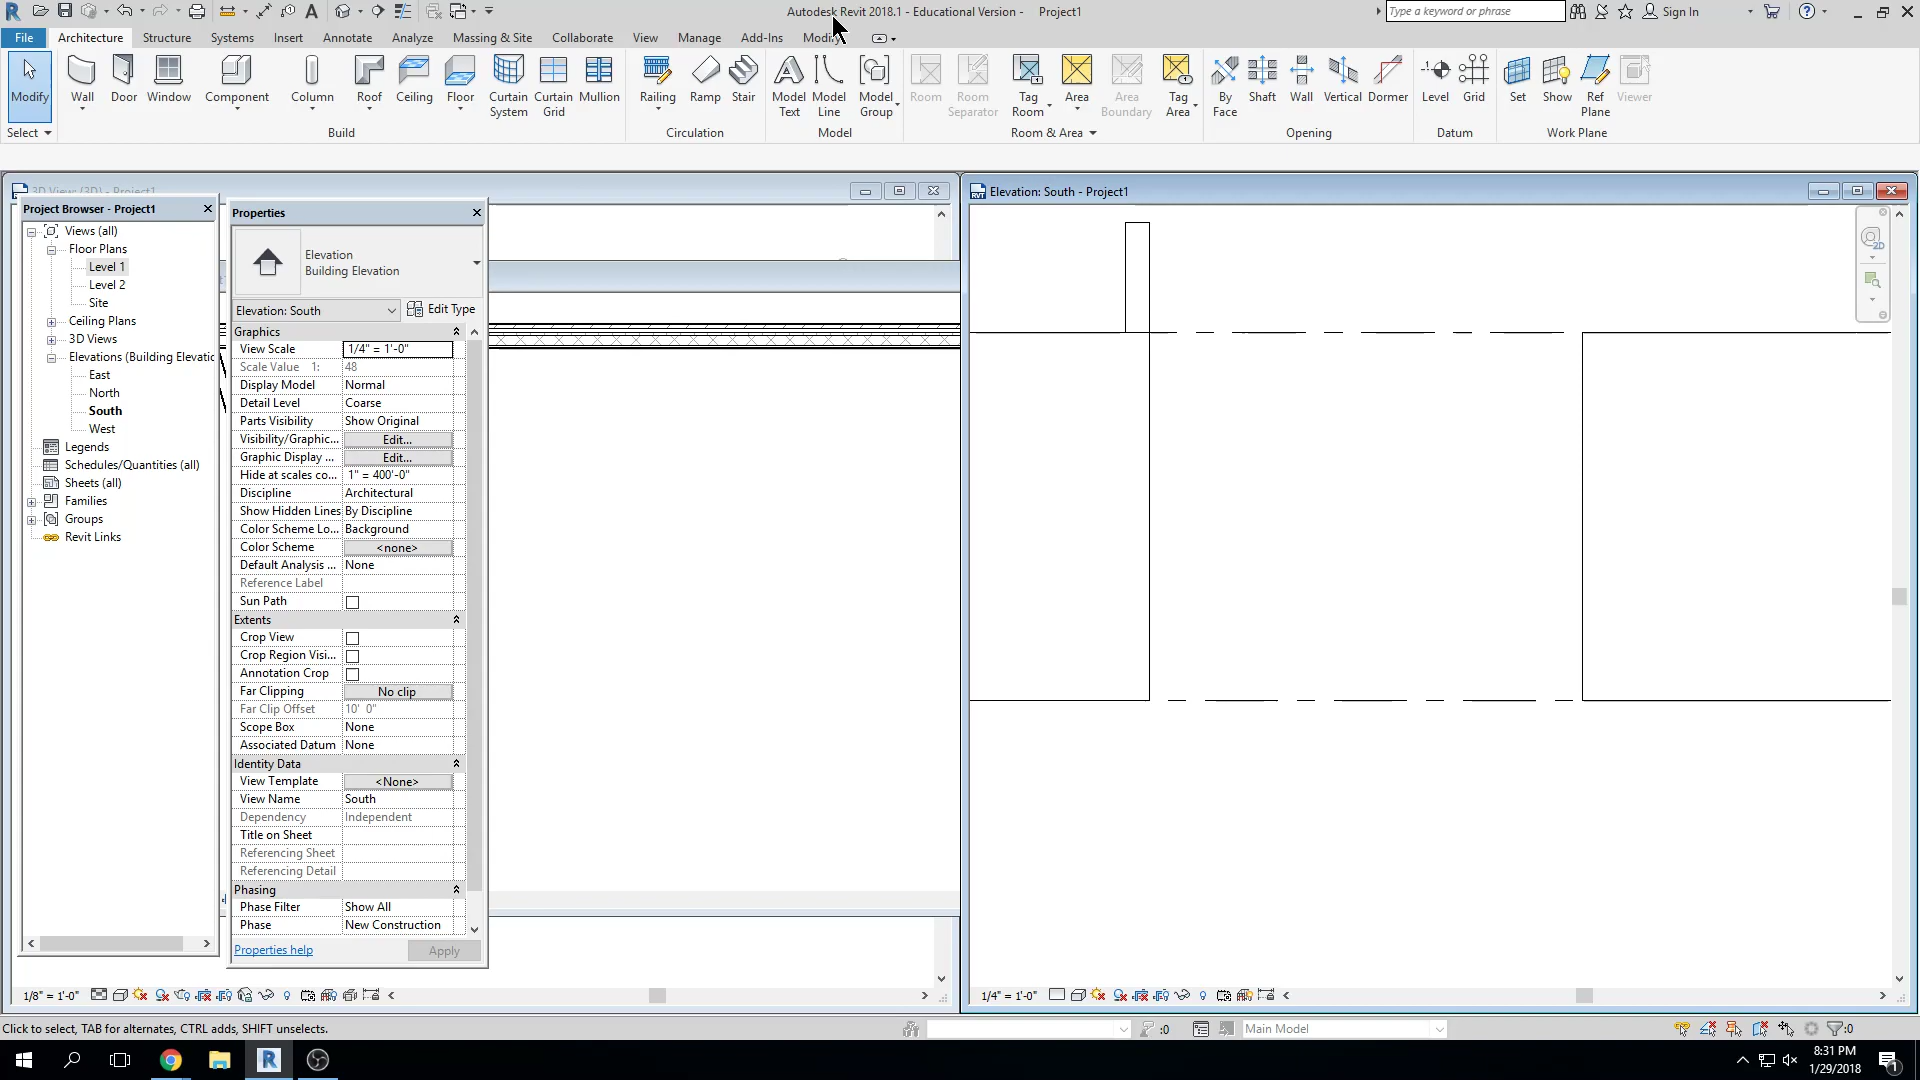 Autodesk Revit 2018.1 - Educational Version -    Project1
Type a keyword or phrase
Sign In
File Architecture Structure Systems Insert Annotate Analyze Massing & Site Collaborate View Manage Add-Ins Modify
Modify Wall Door Window Component Column Roof Ceiling Floor Curtain System Curtain Grid Mullion Railing Ramp Stair Model Text Model Line Model Group Room Room Separator Tag Room Area Area Boundary Tag Area By Face Shaft Wall Vertical Dormer Level Grid Set Show Ref Plane Viewer
Select Build Circulation Model Room & Area Opening Datum Work Plane
3D View: {3D} - Project1
Elevation: South - Project1
Project Browser - Project1
Views (all)
Floor Plans
Level 1
Level 2
Site
Ceiling Plans
3D Views
Elevations (Building Elevatio
East
North
South
West
Legends
Schedules/Quantities (all)
Sheets (all)
Families
Groups
Revit Links
Properties
Elevation
Building Elevation
Elevation: South Edit Type
Graphics
View Scale 1/4" = 1'-0"
Scale Value 1: 48
Display Model Normal
Detail Level Coarse
Parts Visibility Show Original
Visibility/Graphic... Edit...
Graphic Display ... Edit...
Hide at scales co... 1" = 400'-0"
Discipline Architectural
Show Hidden Lines By Discipline
Color Scheme Lo... Background
Color Scheme <none>
Default Analysis ... None
Reference Label
Sun Path
Extents
Crop View
Crop Region Visi...
Annotation Crop
Far Clipping No clip
Far Clip Offset 10' 0"
Scope Box None
Associated Datum None
Identity Data
View Template <None>
View Name South
Dependency Independent
Title on Sheet
Referencing Sheet
Referencing Detail
Phasing
Phase Filter Show All
Phase New Construction
Properties help Apply
2D
1/8" = 1'-0"
1/4" = 1'-0"
Click to select, TAB for alternates, CTRL adds, SHIFT unselects.
:0
Main Model
:0
8:31 PM
1/29/2018
1